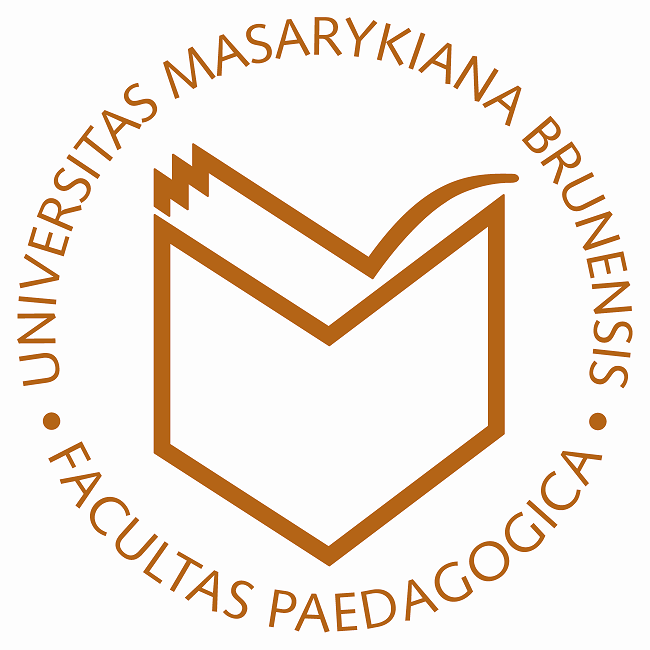 UNIVERSITAS MASARYKIANA BRUNENSIS
• FACULTAS PAEDAGOGICA •